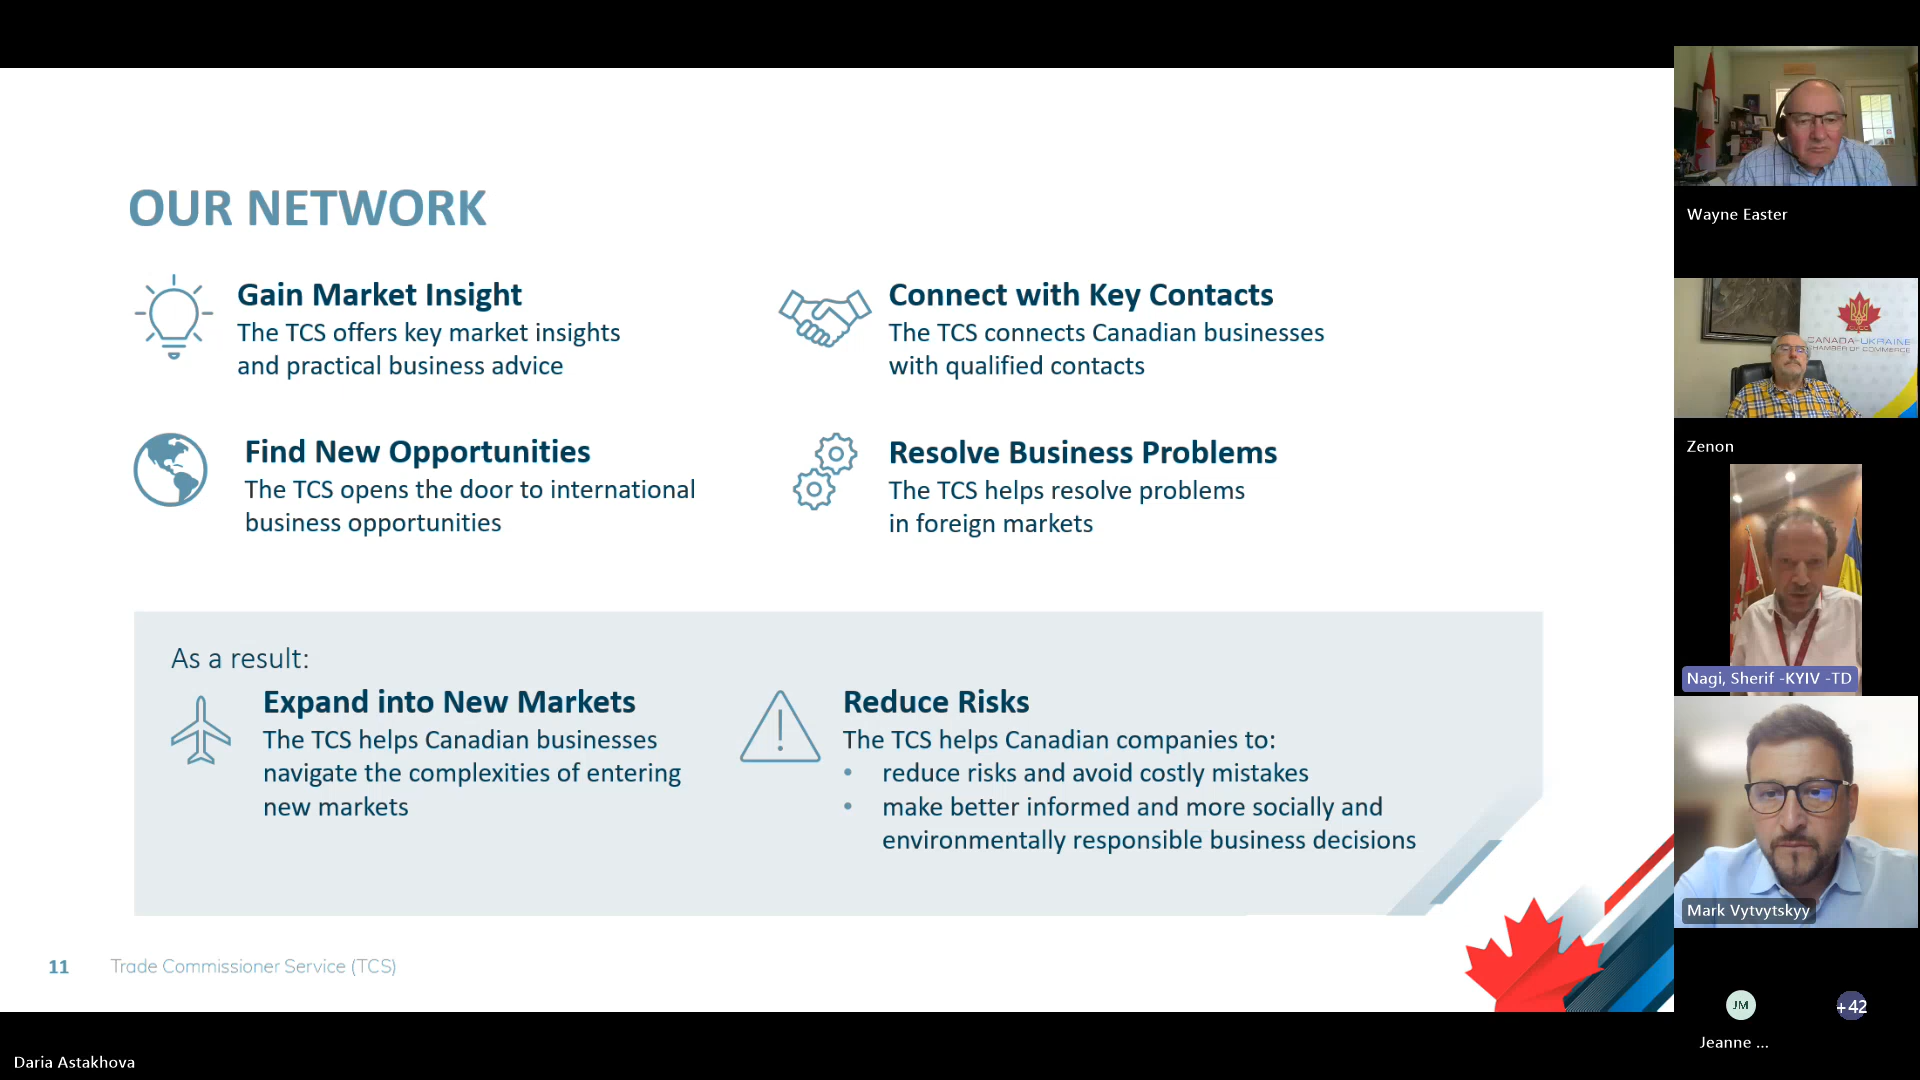 OUR NETWORK
Gain Market Insight
The TCS offers key market insights
and practical business advice
Connect with Key Contacts
The TCS connects Canadian businesses
with qualified contacts
Find New Opportunities
The TCS opens the door to international
business opportunities
Resolve Business Problems
The TCS helps resolve problems
in foreign markets
As a result:
Expand into New Markets
The TCS helps Canadian businesses
navigate the complexities of entering
new markets
Reduce Risks
The TCS helps Canadian companies to:
• reduce risks and avoid costly mistakes
• make better informed and more socially and
environmentally responsible business decisions
11 Trade Commissioner Service (TCS)
Daria Astakhova
Wayne Easter
CANADA-UKRAINE
CHAMBER OF COMMERCE
Zenon
Nagi, Sherif -KYIV -TD
Mark Vytvytskyy
JM
+42
Jeanne ...